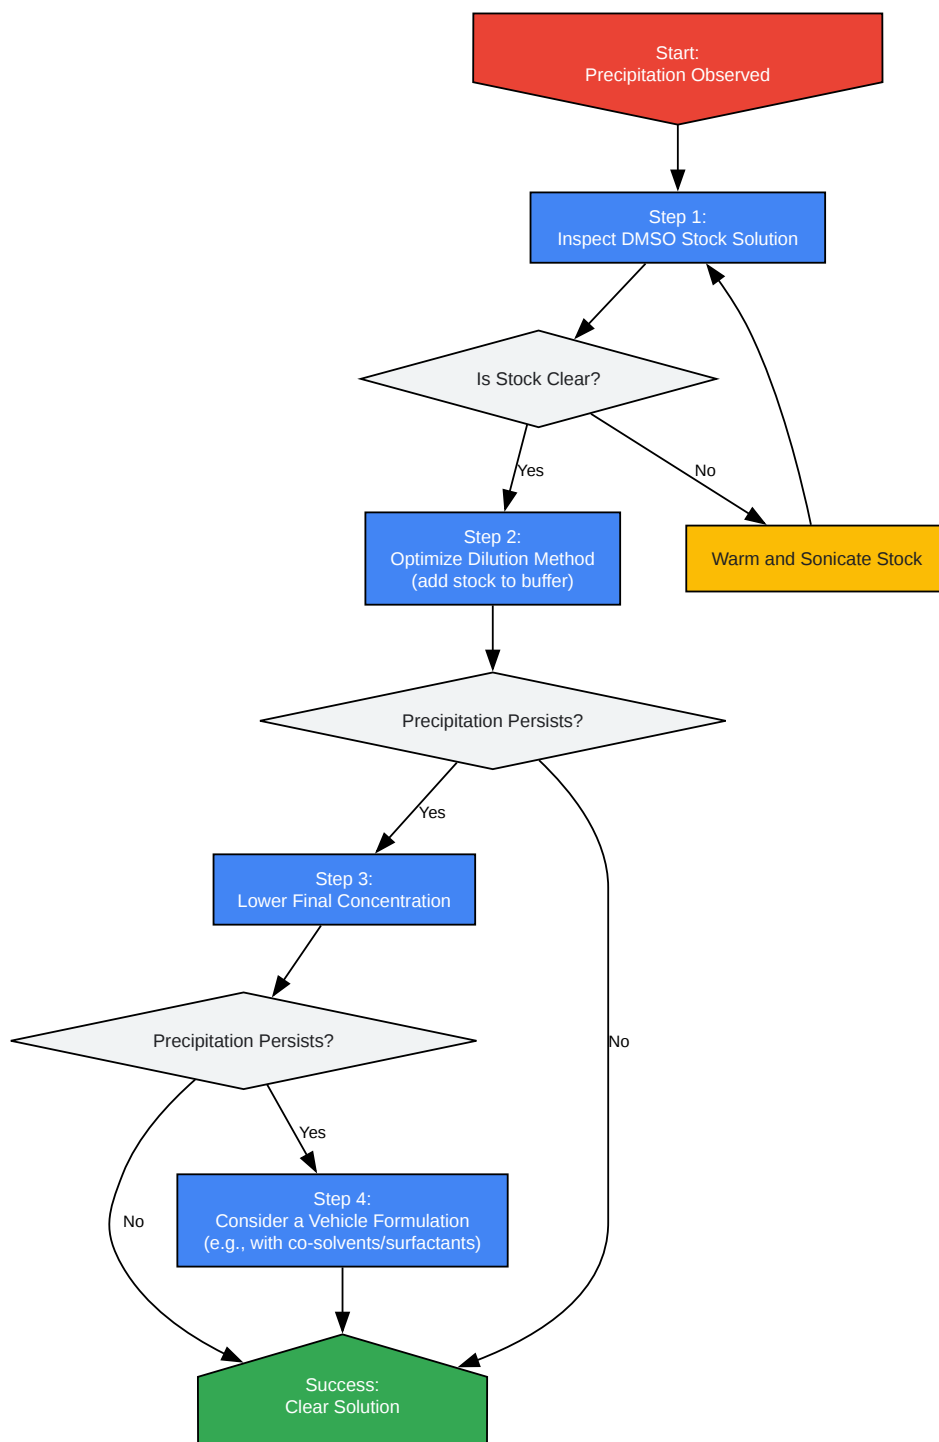 Start:
Precipitation Observed
Step 1:
Inspect DMSO Stock Solution
Is Stock Clear?
Yes
No
Step 2:
Optimize Dilution Method
(add stock to buffer)
Warm and Sonicate Stock
Precipitation Persists?
Yes
Step 3:
Lower Final Concentration
Precipitation Persists?
No
Yes
Step 4:
Consider a Vehicle Formulation
(e.g., with co-solvents/surfactants)
No
Success:
Clear Solution